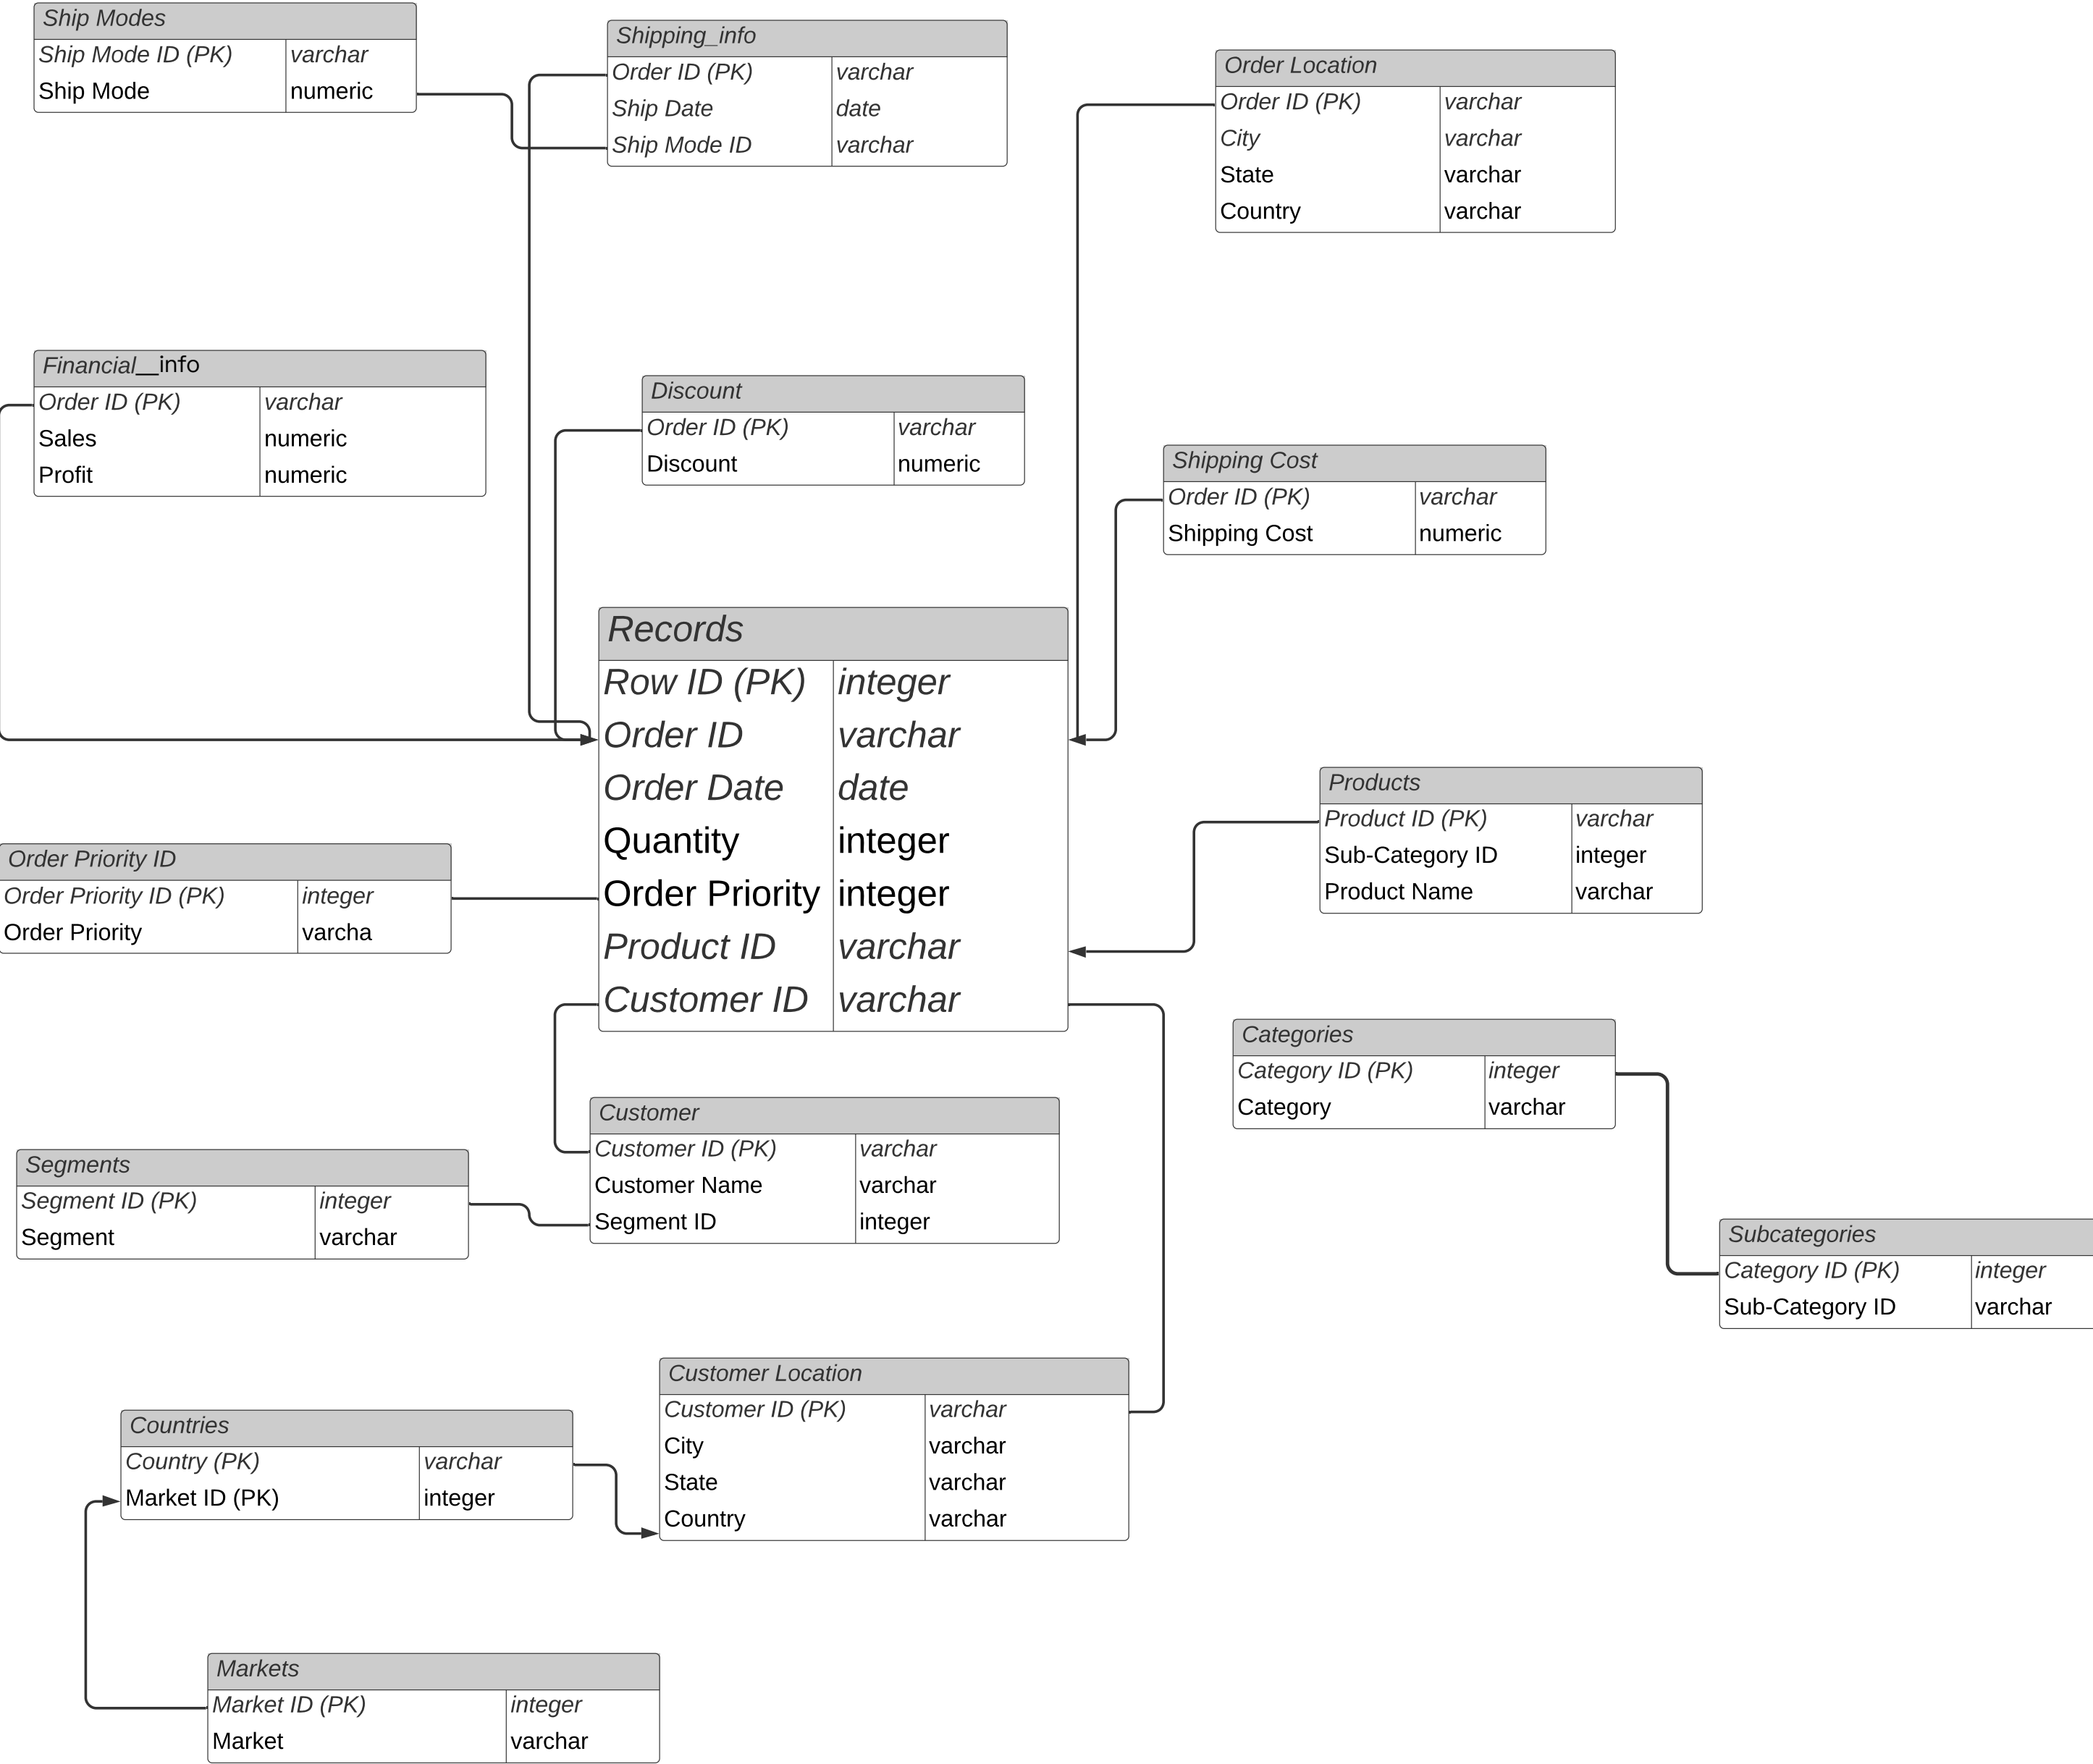 Ship Modes
Ship Mode ID (PK) varchar
Ship Mode numeric
Shipping_info
Order ID (PK) varchar
Ship Date date
Ship Mode ID varchar
Order Location
Order ID (PK) varchar
City varchar
State varchar
Country varchar
Financial__info
Order ID (PK) varchar
Sales numeric
Profit numeric
Discount
Order ID (PK) varchar
Discount numeric
Shipping Cost
Order ID (PK) varchar
Shipping Cost numeric
Records
Row ID (PK) integer
Order ID varchar
Order Date date
Quantity integer
Order Priority integer
Product ID varchar
Customer ID varchar
Products
Product ID (PK) varchar
Sub-Category ID integer
Product Name varchar
Order Priority ID
Order Priority ID (PK) integer
Order Priority varcha
Categories
Category ID (PK) integer
Category varchar
Customer
Customer ID (PK) varchar
Customer Name varchar
Segment ID integer
Segments
Segment ID (PK) integer
Segment varchar
Subcategories
Category ID (PK) integer
Sub-Category ID varchar
Customer Location
Customer ID (PK) varchar
City varchar
State varchar
Country varchar
Countries
Country (PK) varchar
Market ID (PK) integer
Markets
Market ID (PK) integer
Market varchar